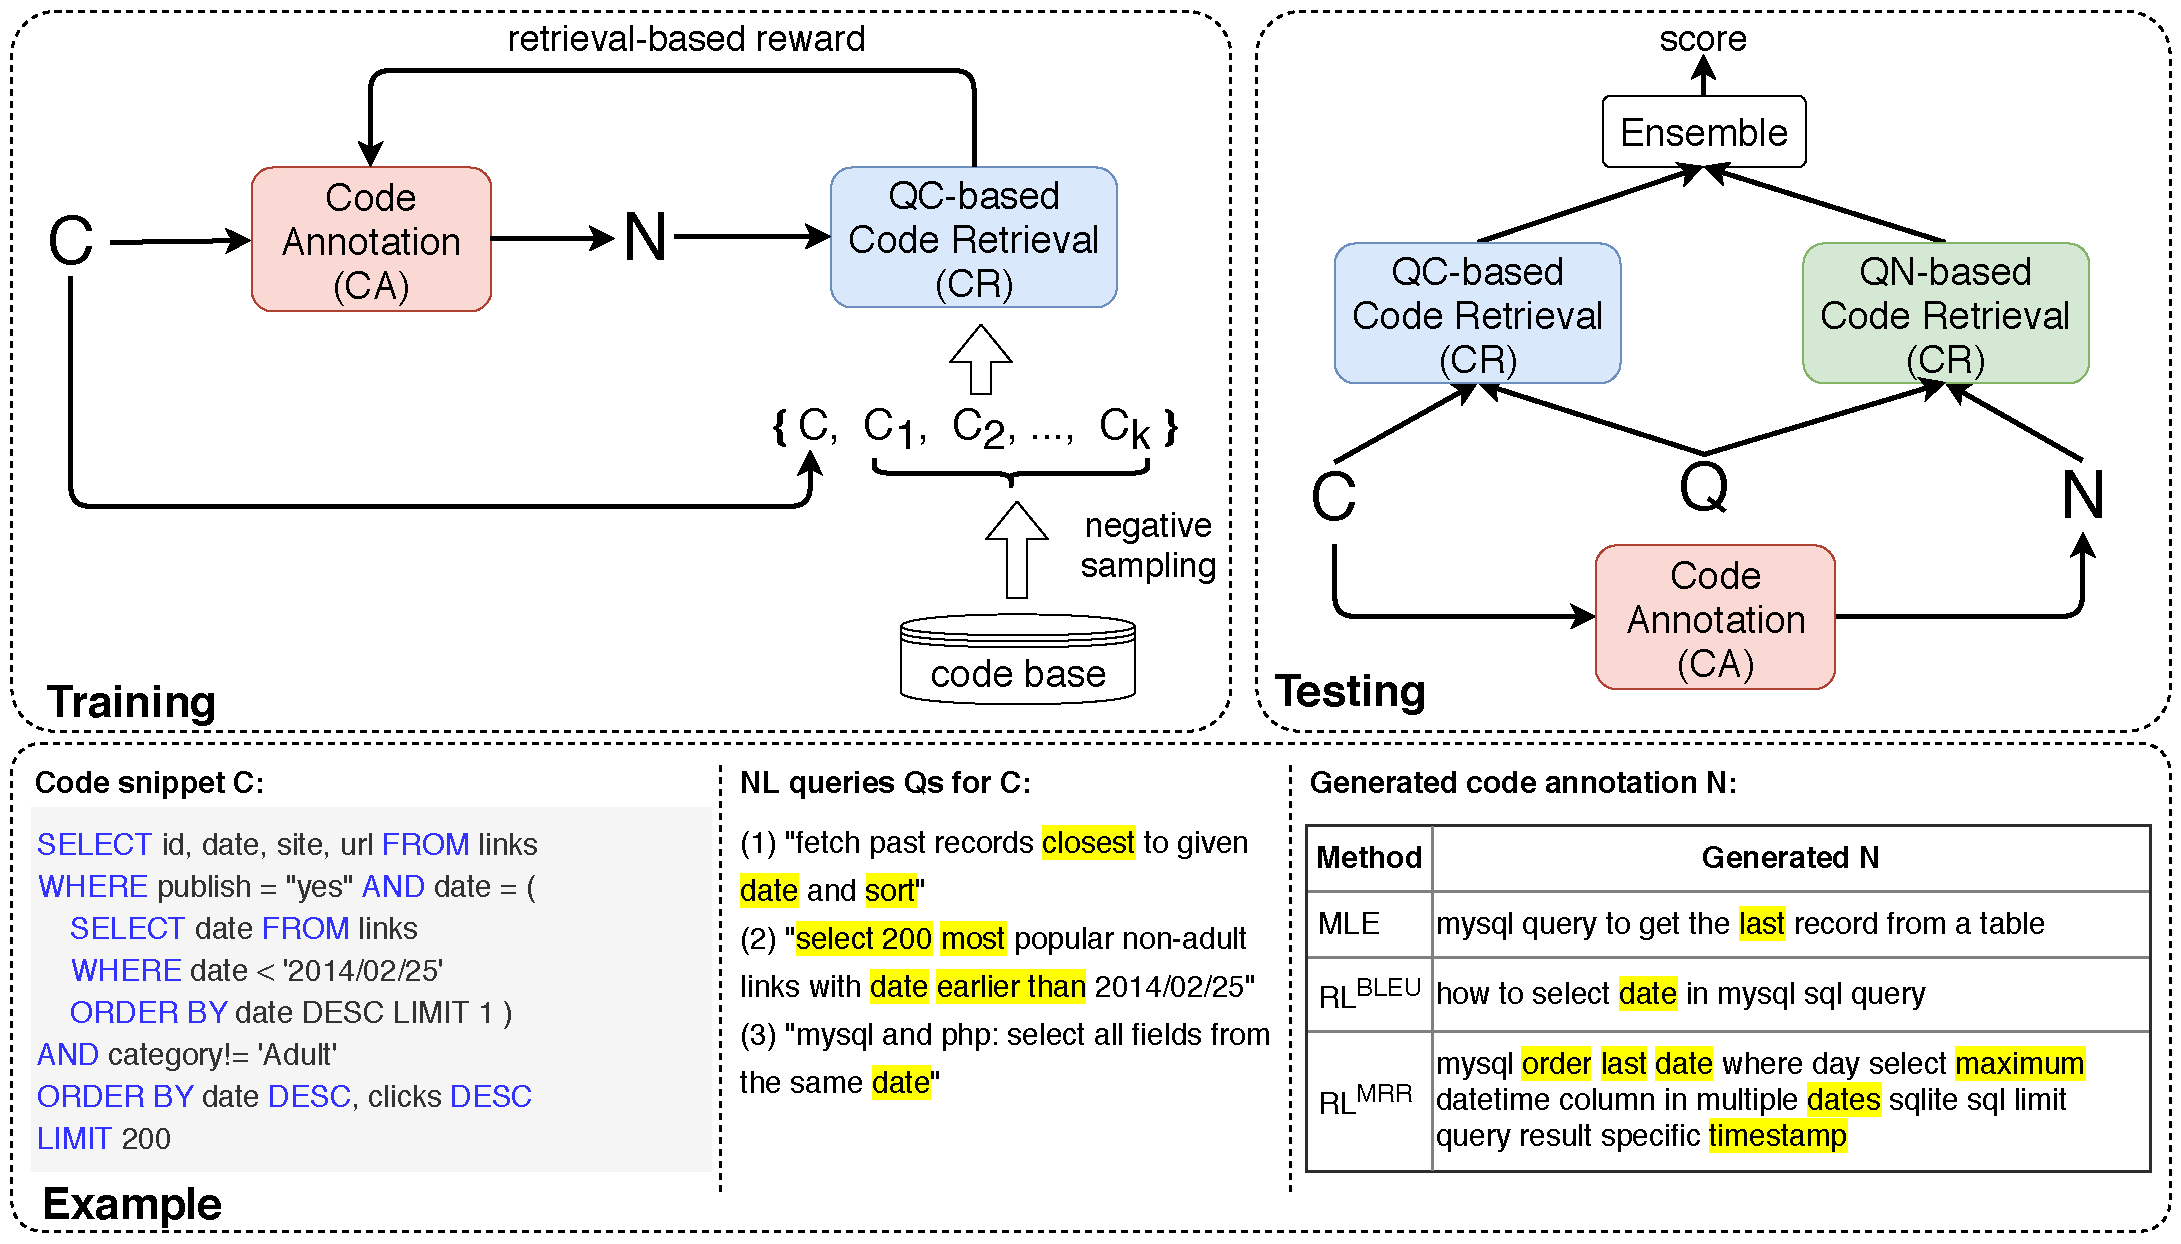 retrieval-based reward
C
Code
Annotation
(CA)
N
QC-based
Code Retrieval
(CR)
{ C, C1, C2, ..., Ck }
negative
sampling
code base
Training
score
Ensemble
QC-based
Code Retrieval
(CR)
QN-based
Code Retrieval
(CR)
C
Q
N
Code
Annotation
(CA)
Testing
Code snippet C:
SELECT id, date, site, url FROM links
WHERE publish = "yes" AND date = (
SELECT date FROM links
WHERE date < '2014/02/25'
ORDER BY date DESC LIMIT 1 )
AND category!= 'Adult'
ORDER BY date DESC, clicks DESC
LIMIT 200
NL queries Qs for C:
(1) "fetch past records closest to given
date and sort"
(2) "select 200 most popular non-adult
links with date earlier than 2014/02/25"
(3) "mysql and php: select all fields from
the same date"
Generated code annotation N:
Method Generated N
MLE mysql query to get the last record from a table
RL^BLEU how to select date in mysql sql query
RL^MRR mysql order last date where day select maximum
datetime column in multiple dates sqlite sql limit
query result specific timestamp
Example